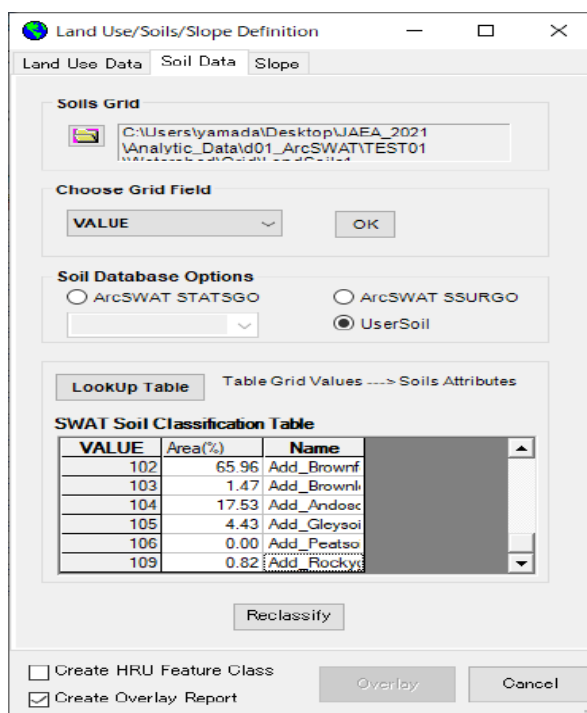 Land Use/Soils/Slope Definition
Land Use Data Soil Data Slope
Soils Grid
C:\Users\yamada\Desktop\JAEA_2021
\Analytic_Data\d01_ArcSWAT\TEST01
Choose Grid Field
VALUE OK
Soil Database Options
ArcSWAT STATSGO ArcSWAT SSURGO
UserSoil
LookUp Table Table Grid Values ---> Soils Attributes
SWAT Soil Classification Table
VALUE Area(%) Name
102 65.96 Add_Brownf
103 1.47 Add_Brownl
104 17.53 Add_Andosc
105 4.43 Add_Gleysoi
106 0.00 Add_Peatso
109 0.82 Add_Rocky
Reclassify
Create HRU Feature Class
Create Overlay Report
Overlay Cancel